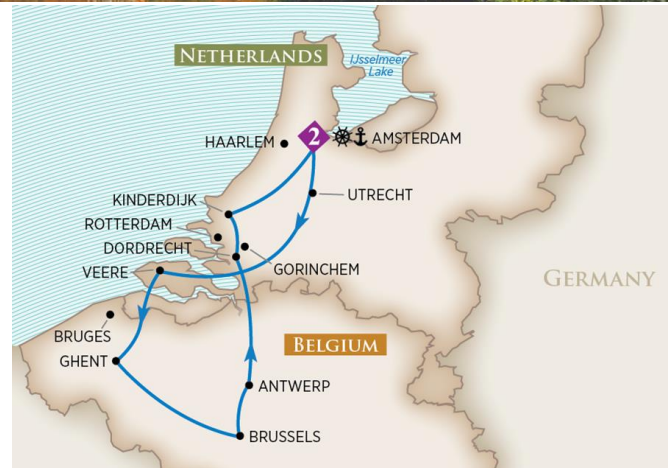 NETHERLANDS
IJsselmeer
Lake
HAARLEM
2
AMSTERDAM
KINDERDIJK
UTRECHT
ROTTERDAM
DORDRECHT
GORINCHEM
VEERE
GERMANY
BRUGES
BELGIUM
GHENT
ANTWERP
BRUSSELS